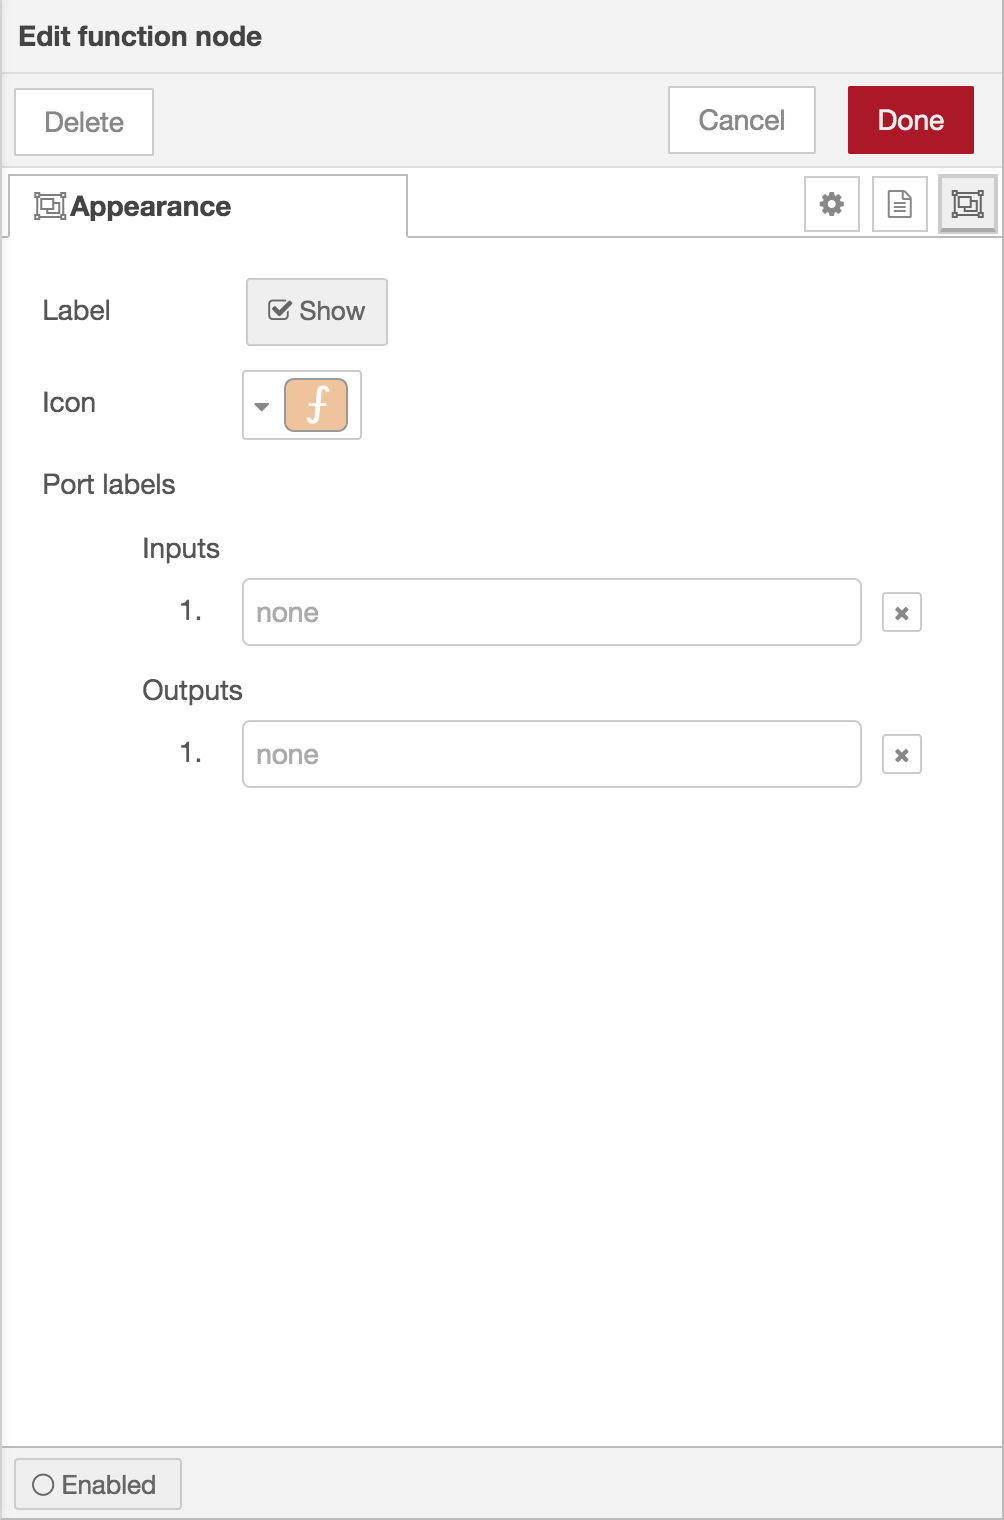 Edit function node
Delete
Cancel
Done
Appearance
Label
Show
Icon
Port labels
Inputs
1.
none
Outputs
1.
none
Enabled